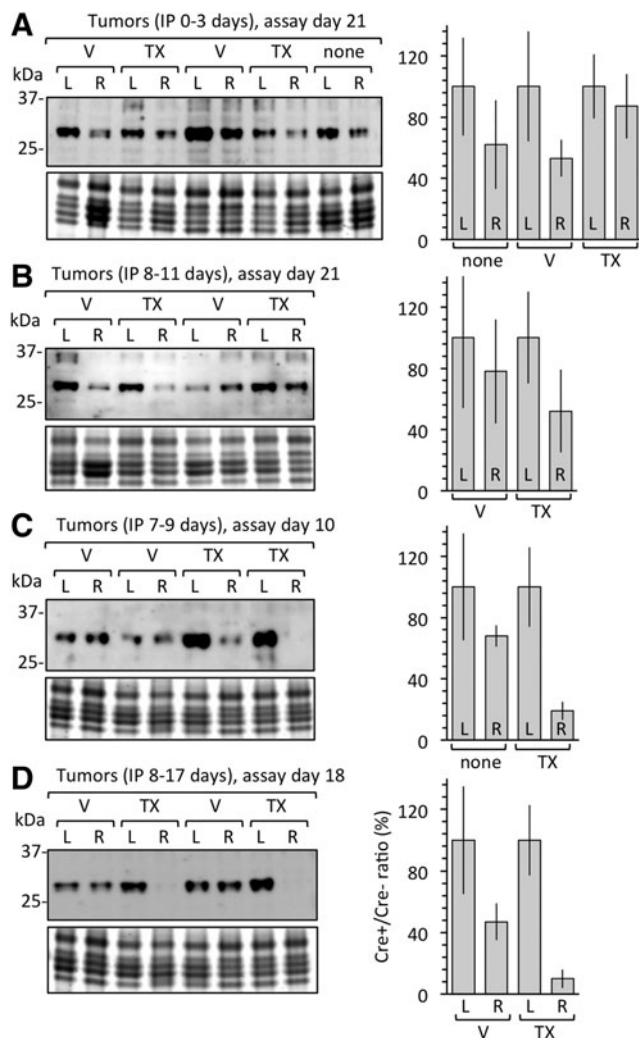 A
Tumors (IP 0-3 days), assay day 21
V TX V TX none
kDa L R L R L R L R L R
37-
25-
120
80
40
0
L R L R L R
none V TX
B
Tumors (IP 8-11 days), assay day 21
V TX V TX
kDa L R L R L R L R
37-
25-
120
80
40
0
L R L R
V TX
C
Tumors (IP 7-9 days), assay day 10
V V TX TX
kDa L R L R L R L R
37-
25-
120
80
40
0
L R L R
none TX
D
Tumors (IP 8-17 days), assay day 18
V TX V TX
kDa L R L R L R L R
37-
25-
Cre+/Cre- ratio (%)
120
80
40
0
L R L R
V TX